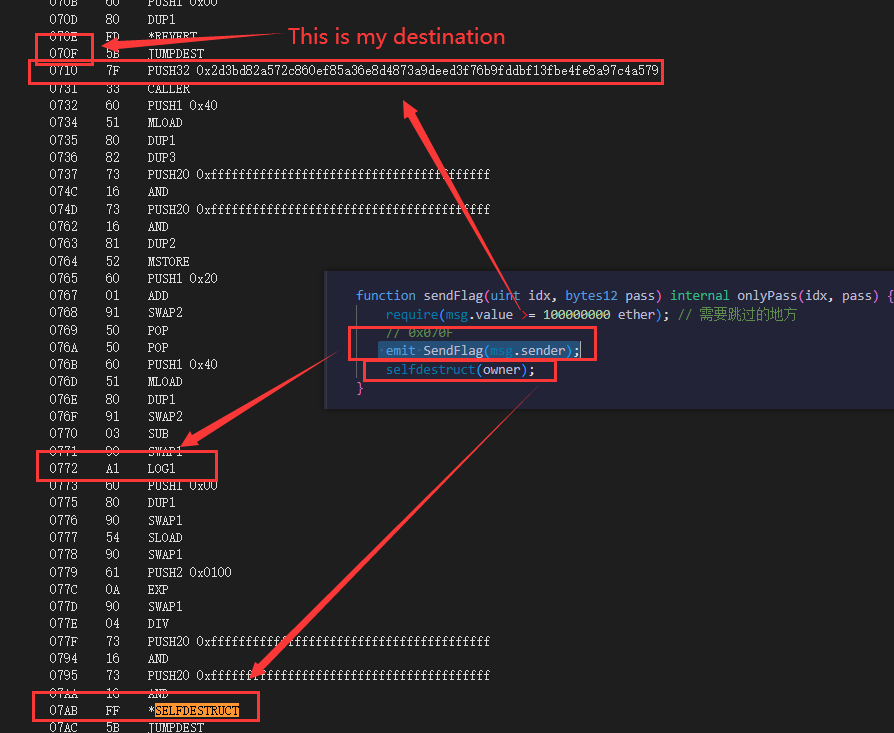 070B 60 PUSH1 0x00
070D 80 DUP1
070E FD *REVERT
070F 5B JUMPDEST
This is my destination
0710 7F PUSH32 0x2d3bd82a572c860ef85a36e8d4873a9deed3f76b9fddbf13fbe4fe8a97c4a579
0731 33 CALLER
0732 60 PUSH1 0x40
0734 51 MLOAD
0735 80 DUP1
0736 82 DUP3
0737 73 PUSH20 0xffffffffffffffffffffffffffffffffffffffff
074C 16 AND
074D 73 PUSH20 0xffffffffffffffffffffffffffffffffffffffff
0762 16 AND
0763 81 DUP2
0764 52 MSTORE
0765 60 PUSH1 0x20
0767 01 ADD
0768 91 SWAP2
0769 50 POP
076A 50 POP
076B 60 PUSH1 0x40
076D 51 MLOAD
076E 80 DUP1
076F 91 SWAP2
0770 03 SUB
0771 90 SWAP1
0772 A1 LOG1
0773 60 PUSH1 0x00
0775 80 DUP1
0776 90 SWAP1
0777 54 SLOAD
0778 90 SWAP1
0779 61 PUSH2 0x0100
077C 0A EXP
077D 90 SWAP1
077E 04 DIV
077F 73 PUSH20 0xffffffffffffffffffffffffffffffffffffffff
0794 16 AND
0795 73 PUSH20 0xffffffffffffffffffffffffffffffffffffffff
07AA 16 AND
07AB FF *SELFDESTRUCT
07AC 5B JUMPDEST
function sendFlag(uint idx, bytes12 pass) internal onlyPass(idx, pass) {
require(msg.value >= 100000000 ether); // 需要跳过的地方
// 0x070F
emit SendFlag(msg.sender);
selfdestruct(owner);
}